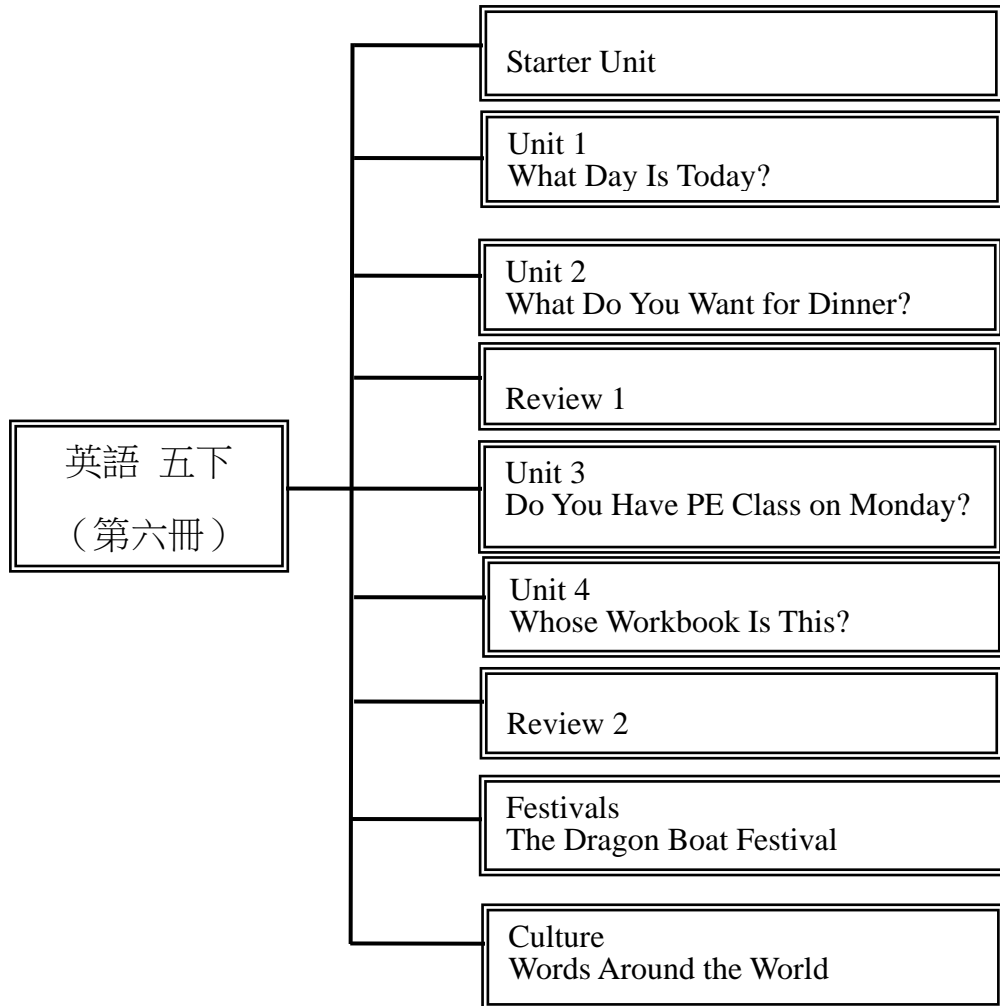 Starter Unit
Unit 1
What Day Is Today?
Unit 2
What Do You Want for Dinner?
Review 1
英語 五下
（第六冊）
Unit 3
Do You Have PE Class on Monday?
Unit 4
Whose Workbook Is This?
Review 2
Festivals
The Dragon Boat Festival
Culture
Words Around the World